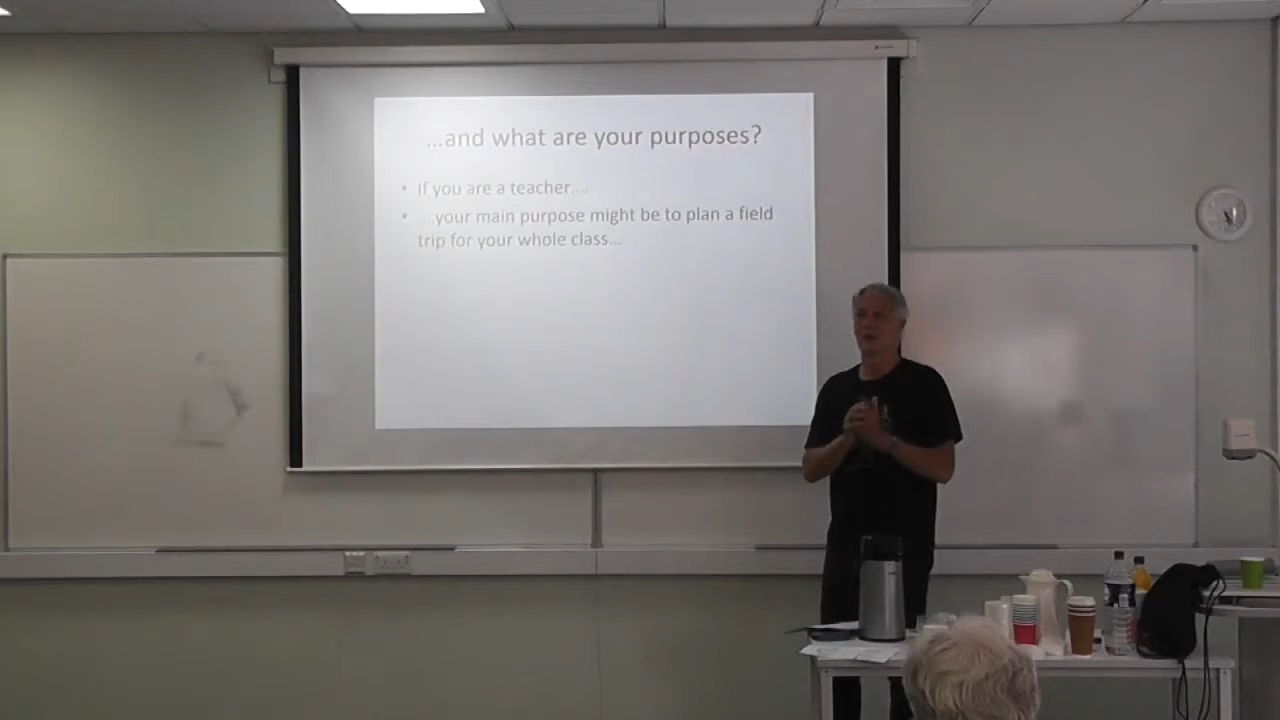 ...and what are your purposes?
• If you are a teacher....
• ....your main purpose might be to plan a field
trip for your whole class...